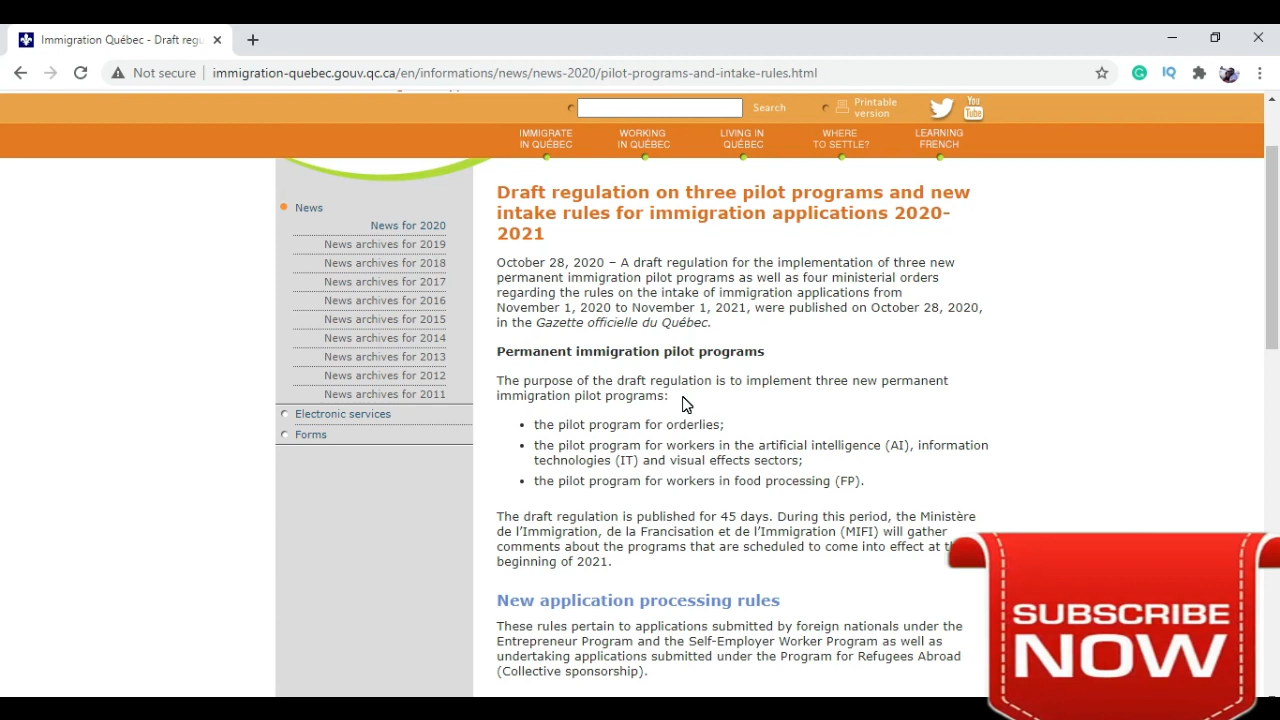 Immigration Québec - Draft regu
Not secure
immigration-quebec.gouv.qc.ca/en/informations/news/news-2020/pilot-programs-and-intake-rules.html
IQ
Search
Printable
version
You
Tube
IMMIGRATE
IN QUÉBEC
WORKING
IN QUÉBEC
LIVING IN
QUÉBEC
WHERE
TO SETTLE?
LEARNING
FRENCH
News
News for 2020
News archives for 2019
News archives for 2018
News archives for 2017
News archives for 2016
News archives for 2015
News archives for 2014
News archives for 2013
News archives for 2012
News archives for 2011
Electronic services
Forms
Draft regulation on three pilot programs and new
intake rules for immigration applications 2020-
2021
October 28, 2020 – A draft regulation for the implementation of three new
permanent immigration pilot programs as well as four ministerial orders
regarding the rules on the intake of immigration applications from
November 1, 2020 to November 1, 2021, were published on October 28, 2020,
in the Gazette officielle du Québec.
Permanent immigration pilot programs
The purpose of the draft regulation is to implement three new permanent
immigration pilot programs:
• the pilot program for orderlies;
• the pilot program for workers in the artificial intelligence (AI), information
technologies (IT) and visual effects sectors;
• the pilot program for workers in food processing (FP).
The draft regulation is published for 45 days. During this period, the Ministère
de l’Immigration, de la Francisation et de l’Immigration (MIFI) will gather
comments about the programs that are scheduled to come into effect at
beginning of 2021.
New application processing rules
These rules pertain to applications submitted by foreign nationals under the
Entrepreneur Program and the Self-Employer Worker Program as well as
undertaking applications submitted under the Program for Refugees Abroad
(Collective sponsorship).
SUBSCRIBE
NOW